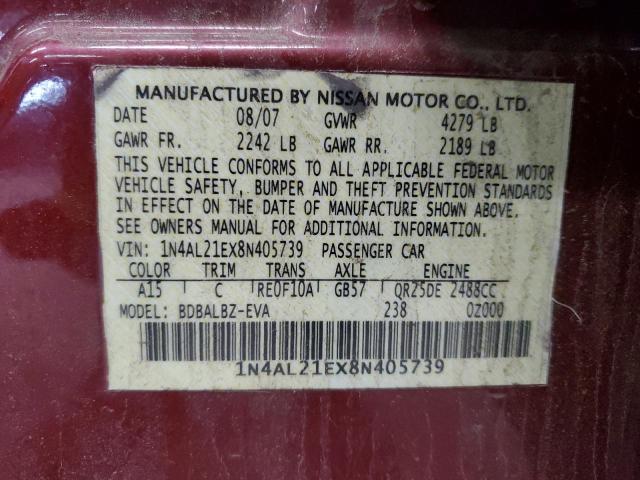 MANUFACTURED BY NISSAN MOTOR CO., LTD.
DATE 08/07 GVWR 4279 LB
GAWR FR. 2242 LB GAWR RR. 2189 LB
THIS VEHICLE CONFORMS TO ALL APPLICABLE FEDERAL MOTOR
VEHICLE SAFETY, BUMPER AND THEFT PREVENTION STANDARDS
IN EFFECT ON THE DATE OF MANUFACTURE SHOWN ABOVE.
SEE OWNERS MANUAL FOR ADDITIONAL INFORMATION.
VIN: 1N4AL21EX8N405739 PASSENGER CAR
COLOR TRIM TRANS AXLE ENGINE
A15 C RE0F10A GB57 QR25DE 2488CC
MODEL: BDBALBZ-EVA 238 0Z000
1N4AL21EX8N405739